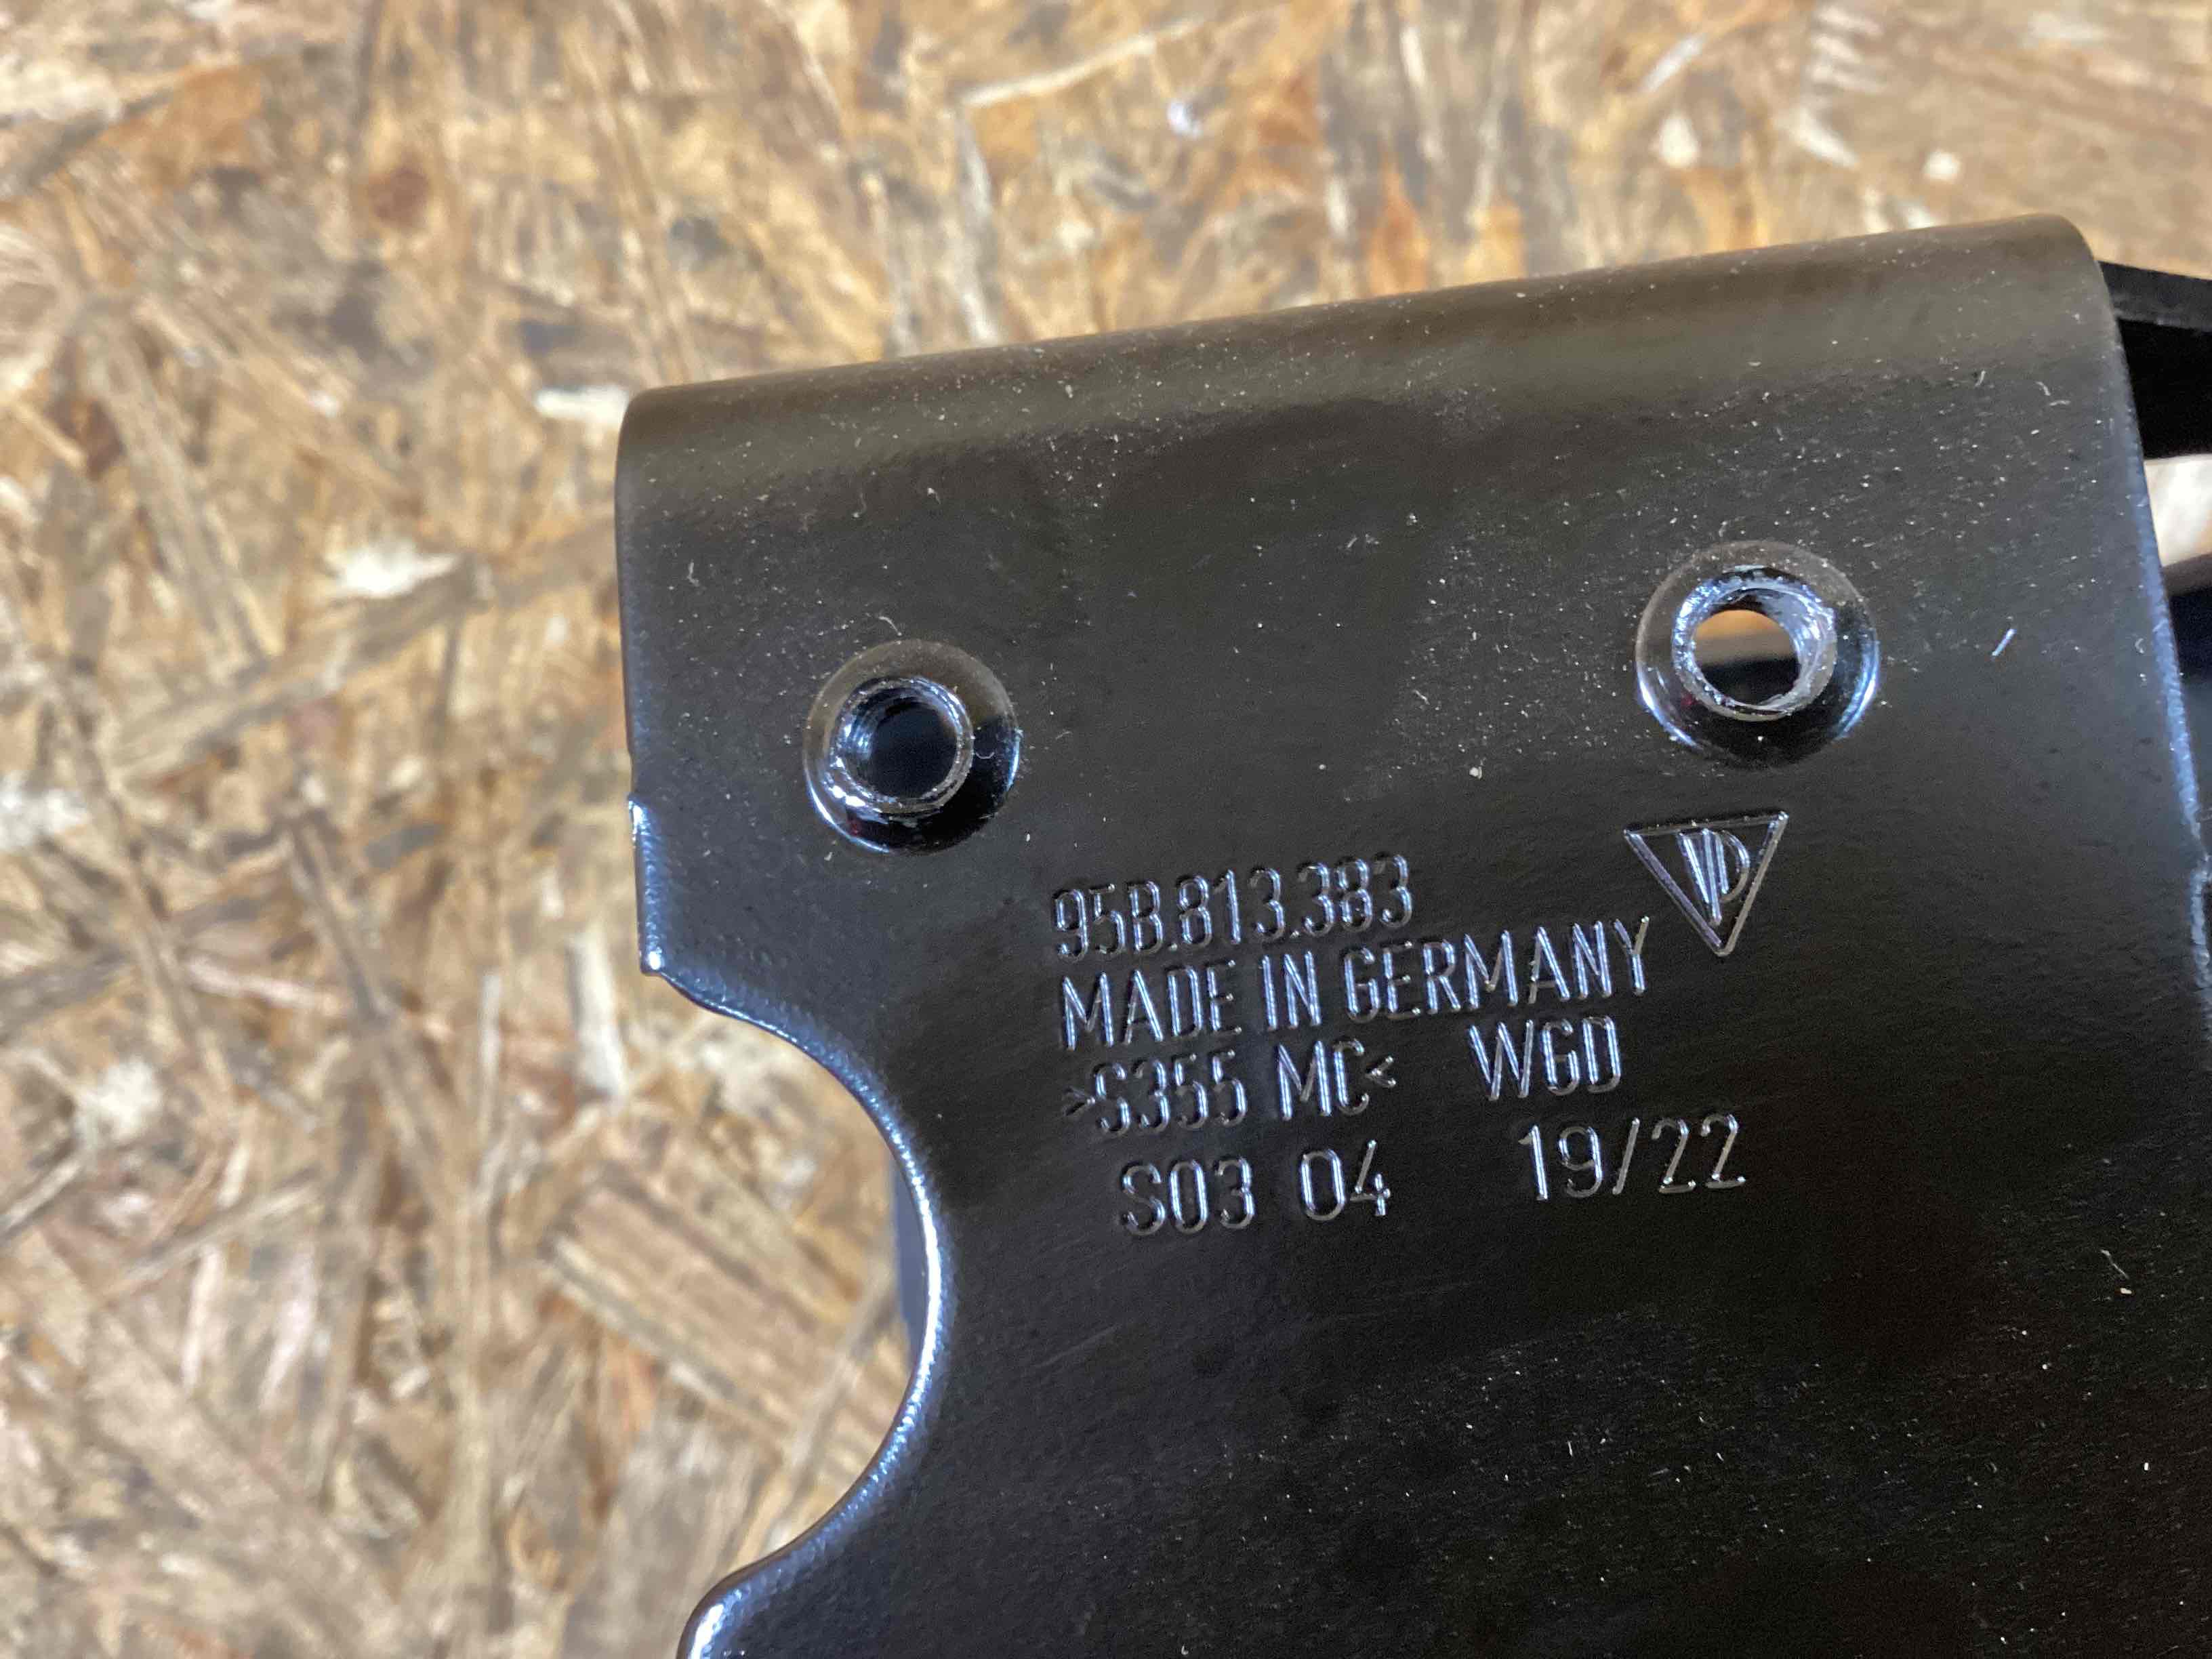 95B.813.383
MADE IN GERMANY
>S355 MC< WGD
S03 04 19/22